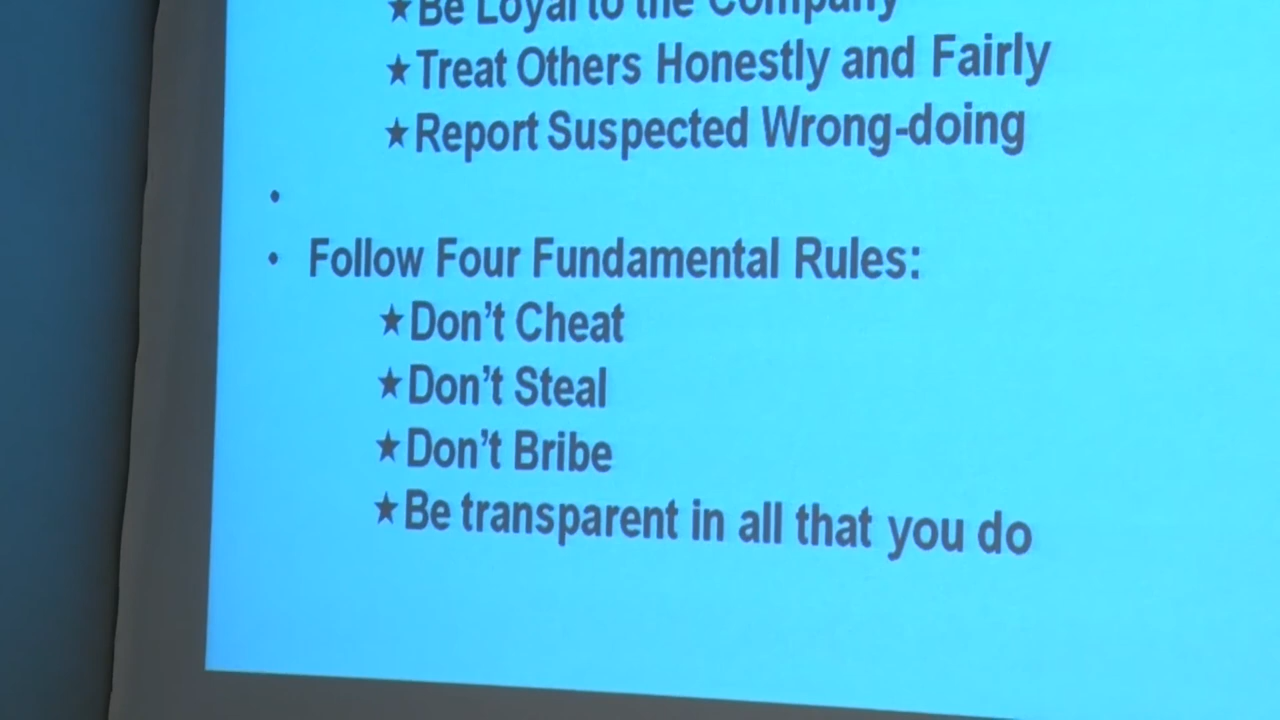 ★Be Loyal to the Company
★Treat Others Honestly and Fairly
★Report Suspected Wrong-doing
•
• Follow Four Fundamental Rules:
★Don’t Cheat
★Don’t Steal
★Don’t Bribe
★Be transparent in all that you do